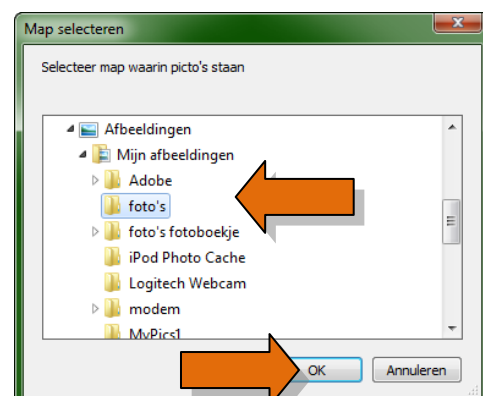 Map selecteren
Selecteer map waarin picto's staan
Afbeeldingen
Mijn afbeeldingen
Adobe
foto's
foto's fotoboekje
iPod Photo Cache
Logitech Webcam
modem
MyPics1
OK Annuleren